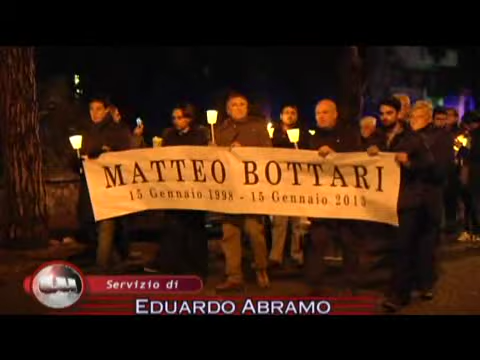 MATTEO BOTTARI
15 Gennaio 1998 - 15 Gennaio 2013
Servizio di
EDUARDO ABRAMO